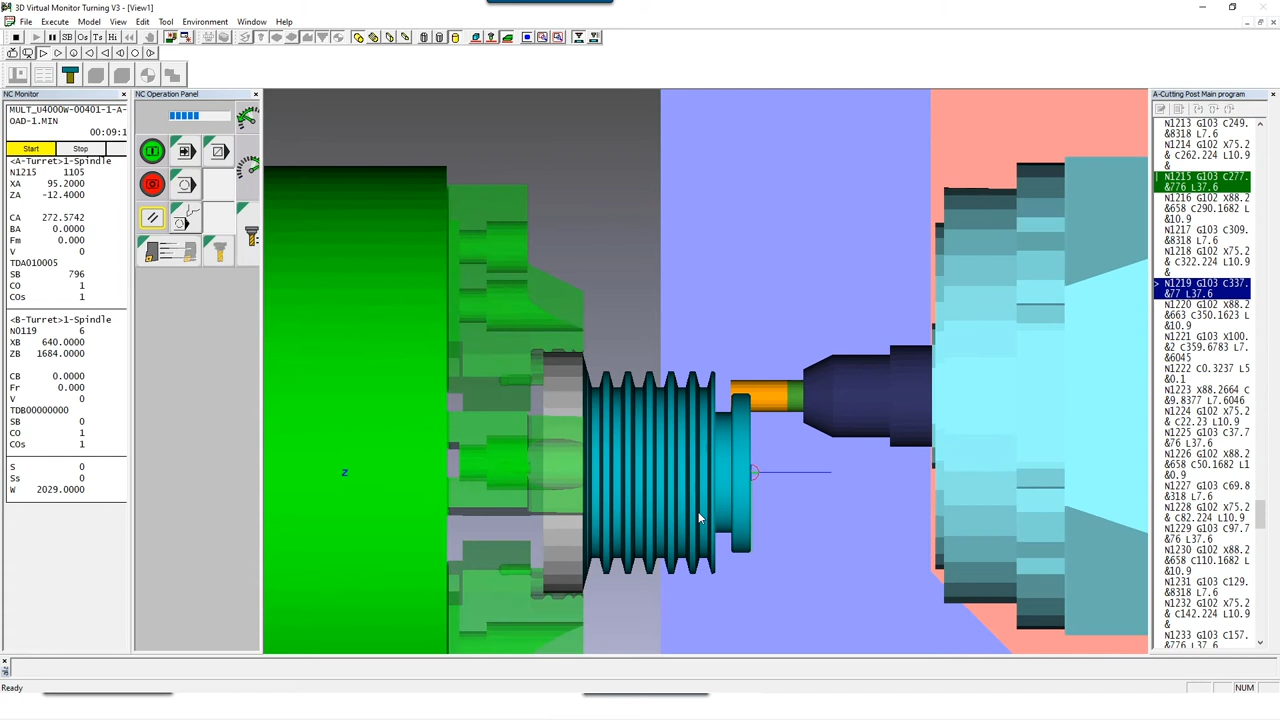 3D Virtual Monitor Turning V3 - [View1]
File Execute Model View Edit Tool Environment Window Help
SB Os Ts Hi
NC Monitor
NC Operation Panel
A-Cutting Post Main program
MULT_U4000W-00401-1-A-
OAD-1.MIN
00:09:1
Start Stop
<A-Turret>1-Spindle
N1215 1105
XA 95.2000
ZA -12.4000
CA 272.5742
BA 0.0000
Fm 0.000
V 0
TDA010005
SB 796
CO 1
COs 1
<B-Turret>1-Spindle
N0119 6
XB 640.0000
ZB 1684.0000
CB 0.0000
Fr 0.000
V 0
TDB00000000
SB 0
CO 1
COs 1
S 0
Ss 0
W 2029.0000
Z
N1213 G103 C249.
&8318 L7.6
N1214 G102 X75.2
& C262.224 L10.9
&
N1215 G103 C277.
&776 L37.6
N1216 G102 X88.2
&658 C290.1682 L
&10.9
N1217 G103 C309.
&8318 L7.6
N1218 G102 X75.2
& C322.224 L10.9
&
> N1219 G103 C337.
&77 L37.6
N1220 G102 X88.2
&663 C350.1623 L
&10.9
N1221 G103 X100.
&2 C359.6783 L7.
&6045
N1222 C0.3237 L5
&0.1
N1223 X88.2664 C
&9.8377 L7.6046
N1224 G102 X75.2
& C22.23 L10.9
N1225 G103 C37.7
&76 L37.6
N1226 G102 X88.2
&658 C50.1682 L1
&0.9
N1227 G103 C69.8
&318 L7.6
N1228 G102 X75.2
& C82.224 L10.9
N1229 G103 C97.7
&76 L37.6
N1230 G102 X88.2
&658 C110.1682 L
&10.9
N1231 G103 C129.
&8318 L7.6
N1232 G102 X75.2
& C142.224 L10.9
&
N1233 G103 C157.
Ready
NUM